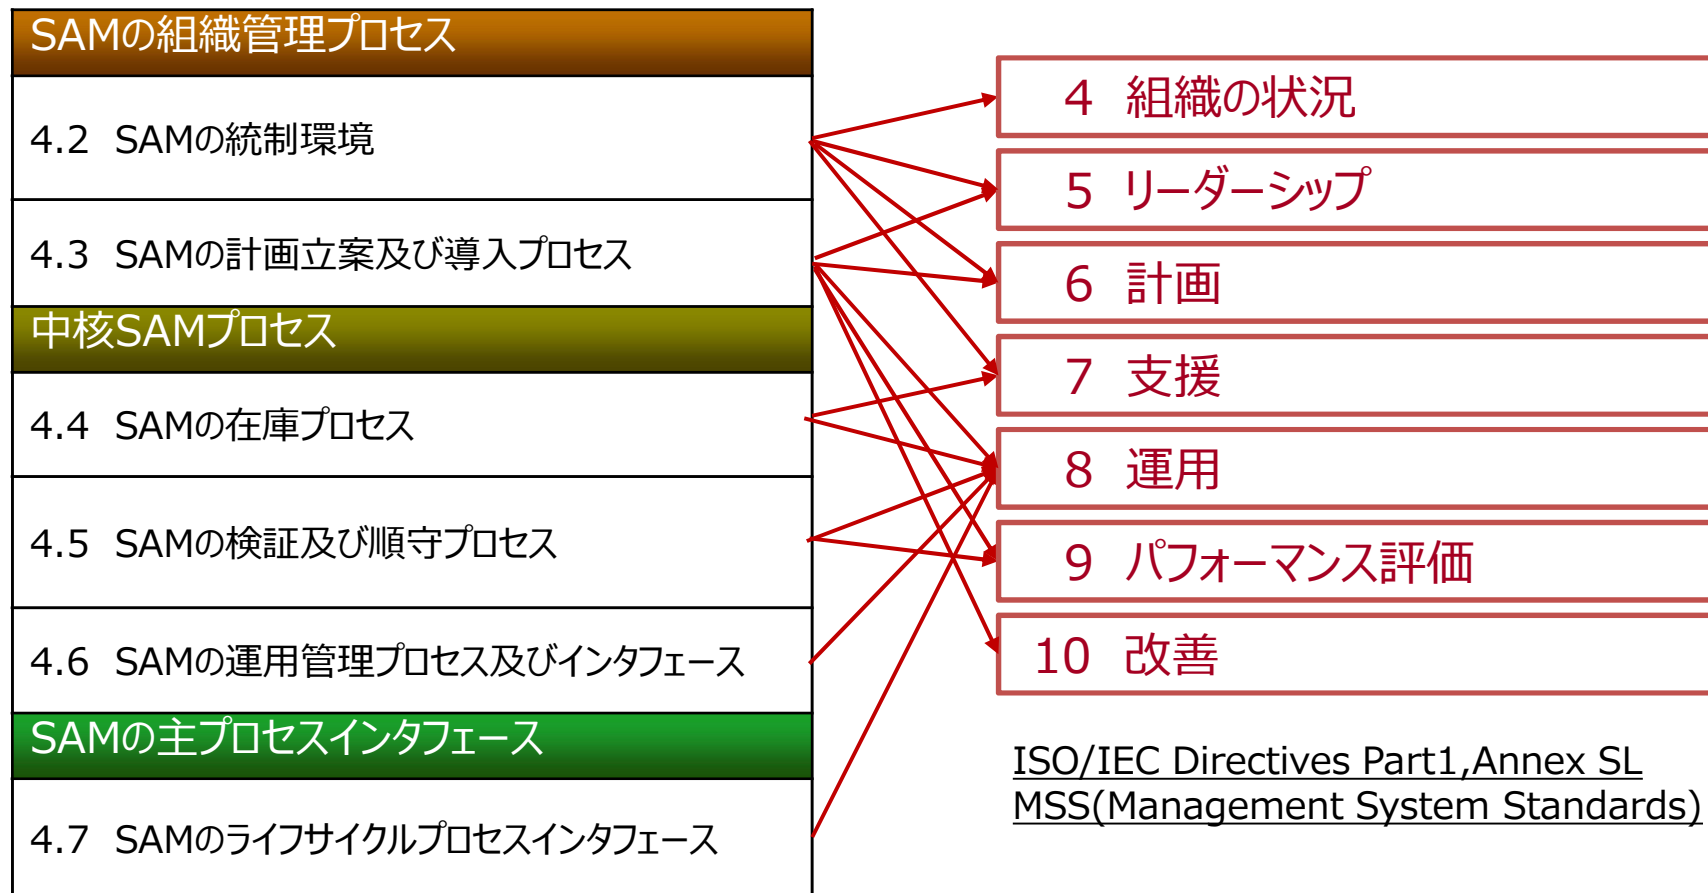 SAMの組織管理プロセス
4.2 SAMの統制環境
4.3 SAMの計画立案及び導入プロセス
中核SAMプロセス
4.4 SAMの在庫プロセス
4.5 SAMの検証及び順守プロセス
4.6 SAMの運用管理プロセス及びインタフェース
SAMの主プロセスインタフェース
4.7 SAMのライフサイクルプロセスインタフェース
4 組織の状況
5 リーダーシップ
6 計画
7 支援
8 運用
9 パフォーマンス評価
10 改善
ISO/IEC Directives Part1,Annex SL
MSS(Management System Standards)